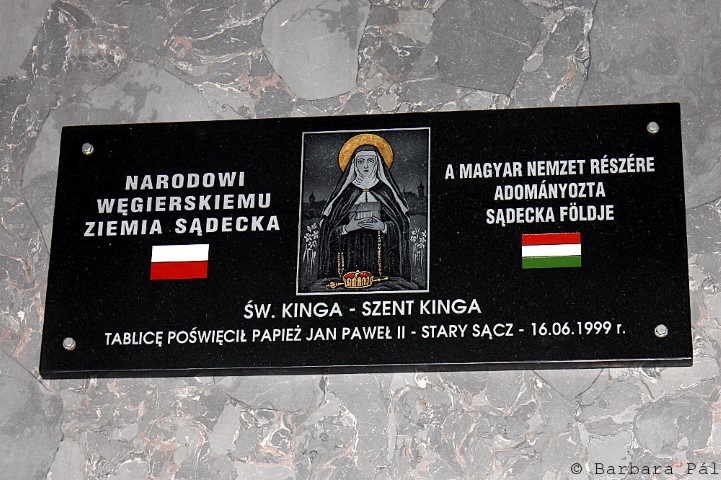 NARODOWI
WĘGIERSKIEMU
ZIEMIA SĄDECKA
A MAGYAR NEMZET RÉSZÉRE
ADOMÁNYOZTA
SĄDECKA FÖLDJE
ŚW. KINGA - SZENT KINGA
TABLICĘ POŚWIĘCIŁ PAPIEŻ JAN PAWEŁ II - STARY SĄCZ - 16.06.1999 r.
© Barbara Pál